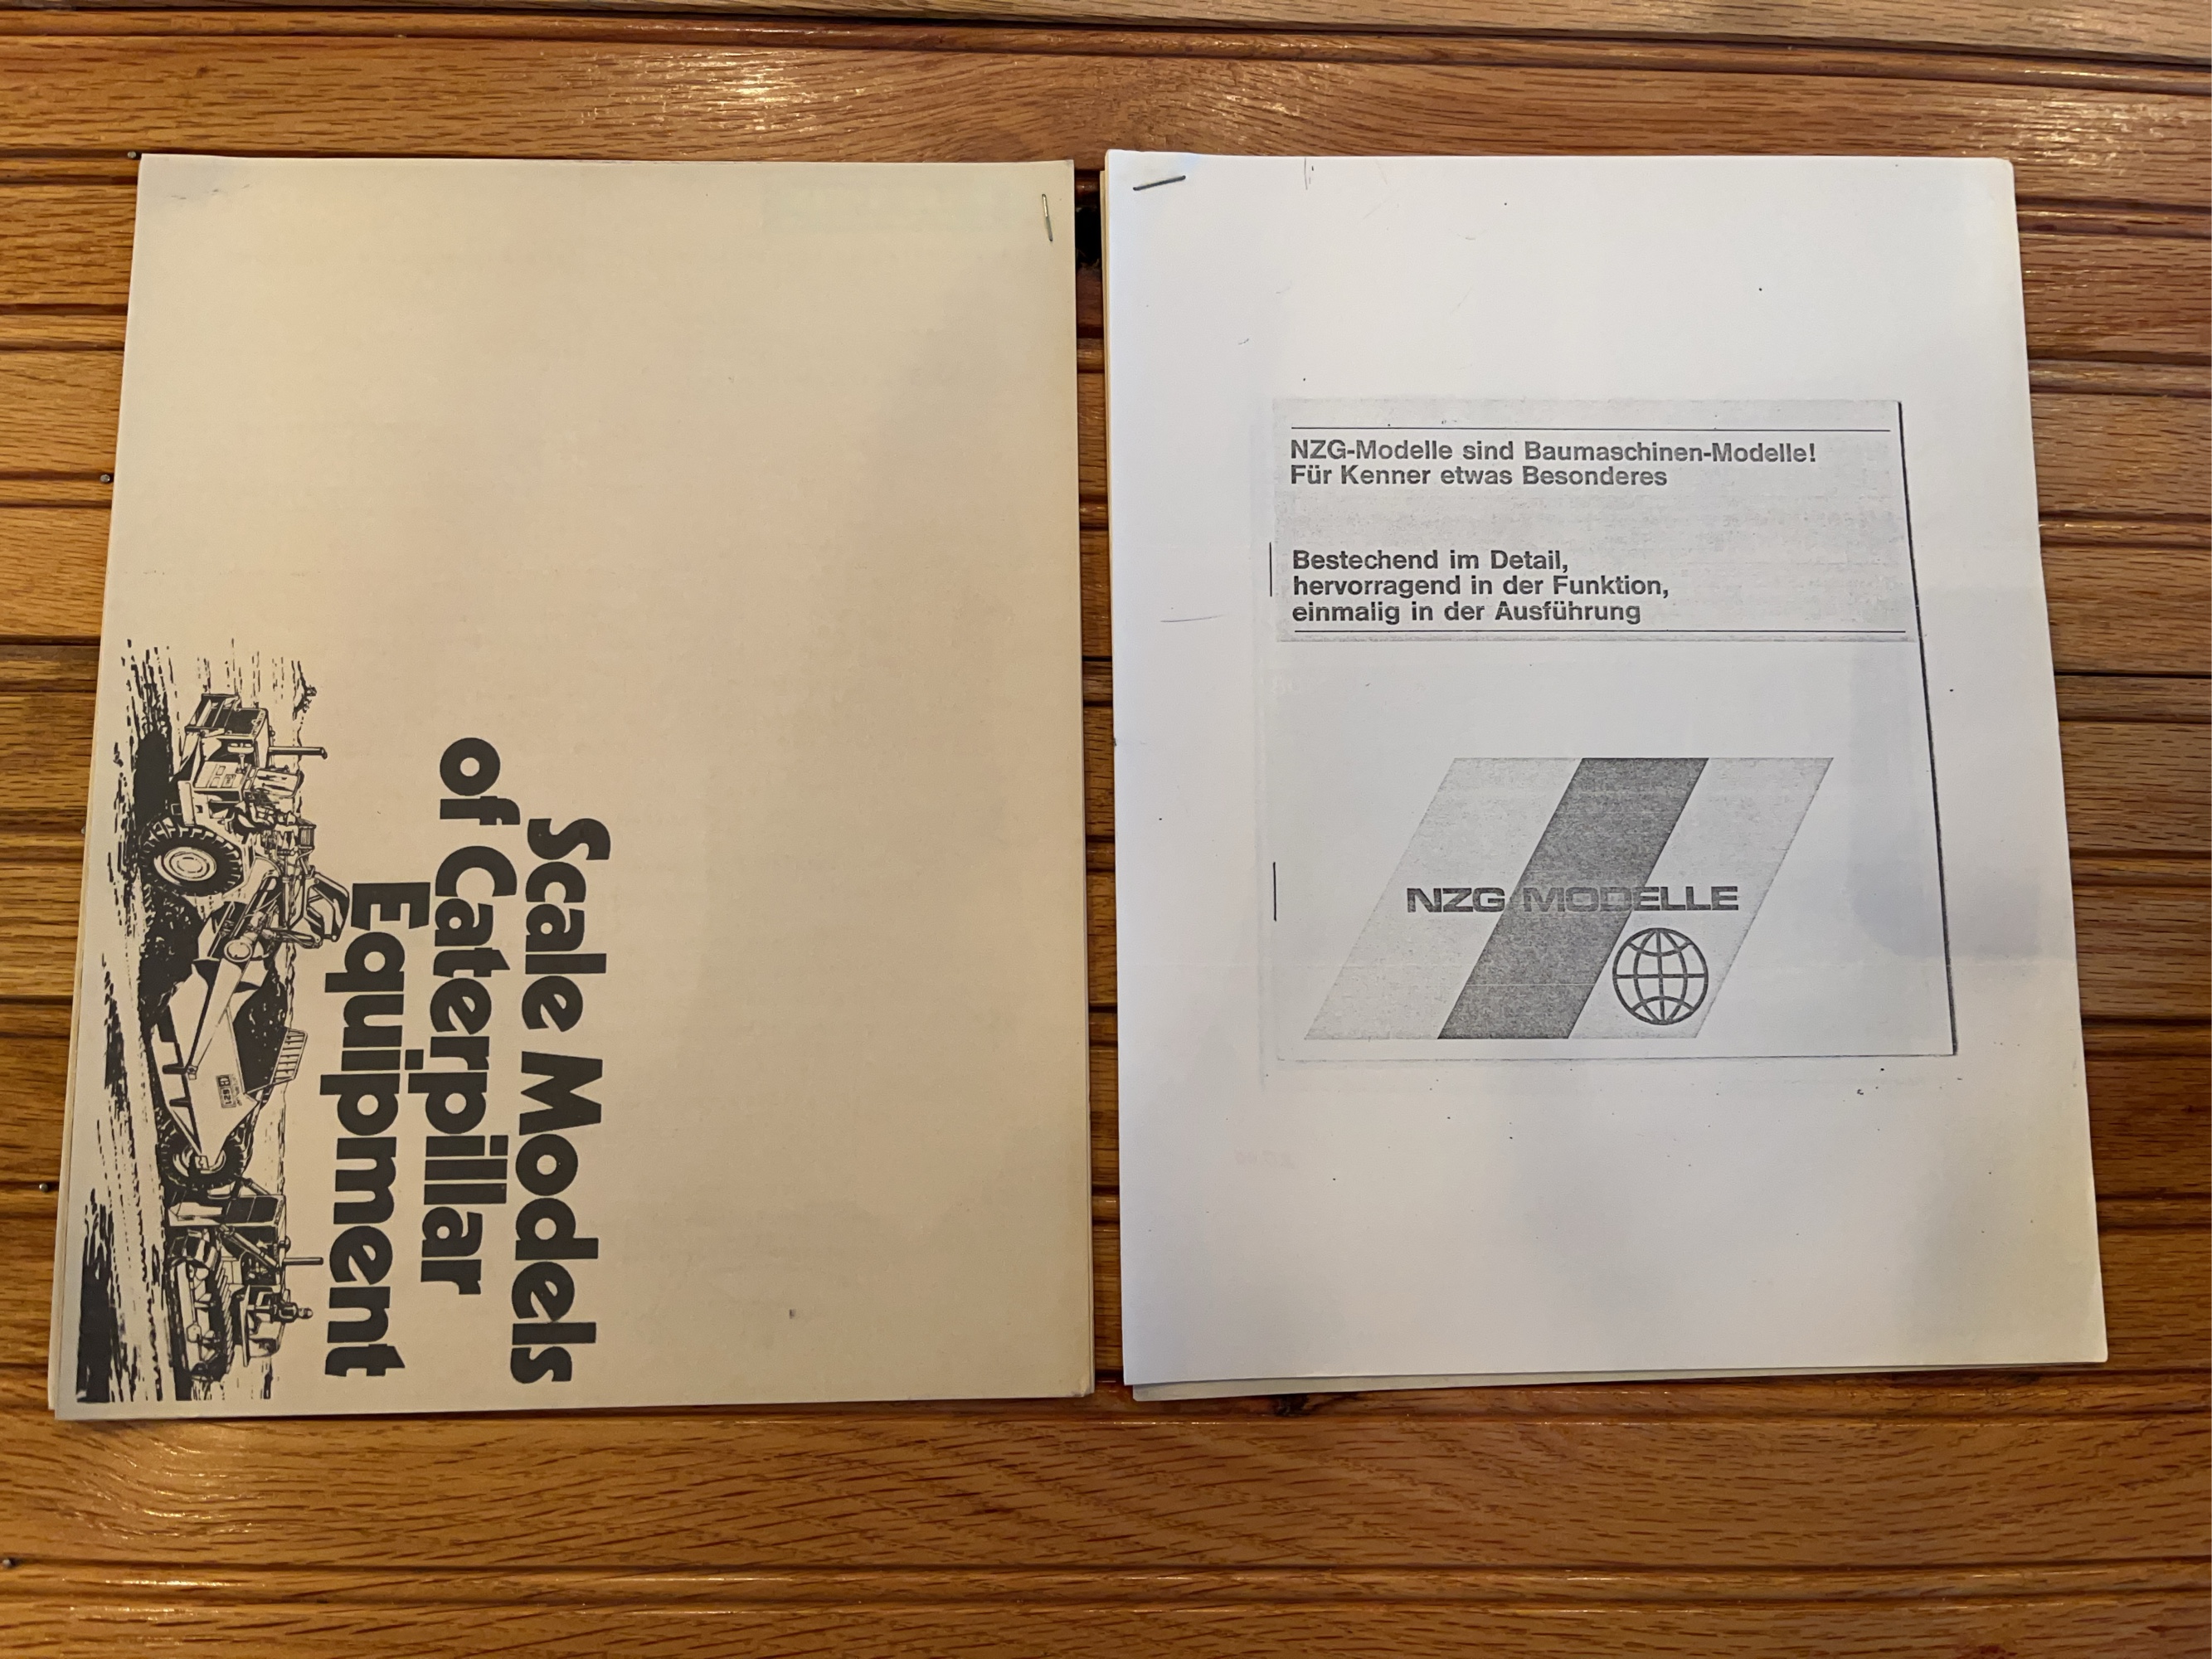 Scale Models
of Caterpillar
Equipment
NZG-Modelle sind Baumaschinen-Modelle!
Für Kenner etwas Besonderes
Bestechend im Detail,
hervorragend in der Funktion,
einmalig in der Ausführung
NZG MODELLE